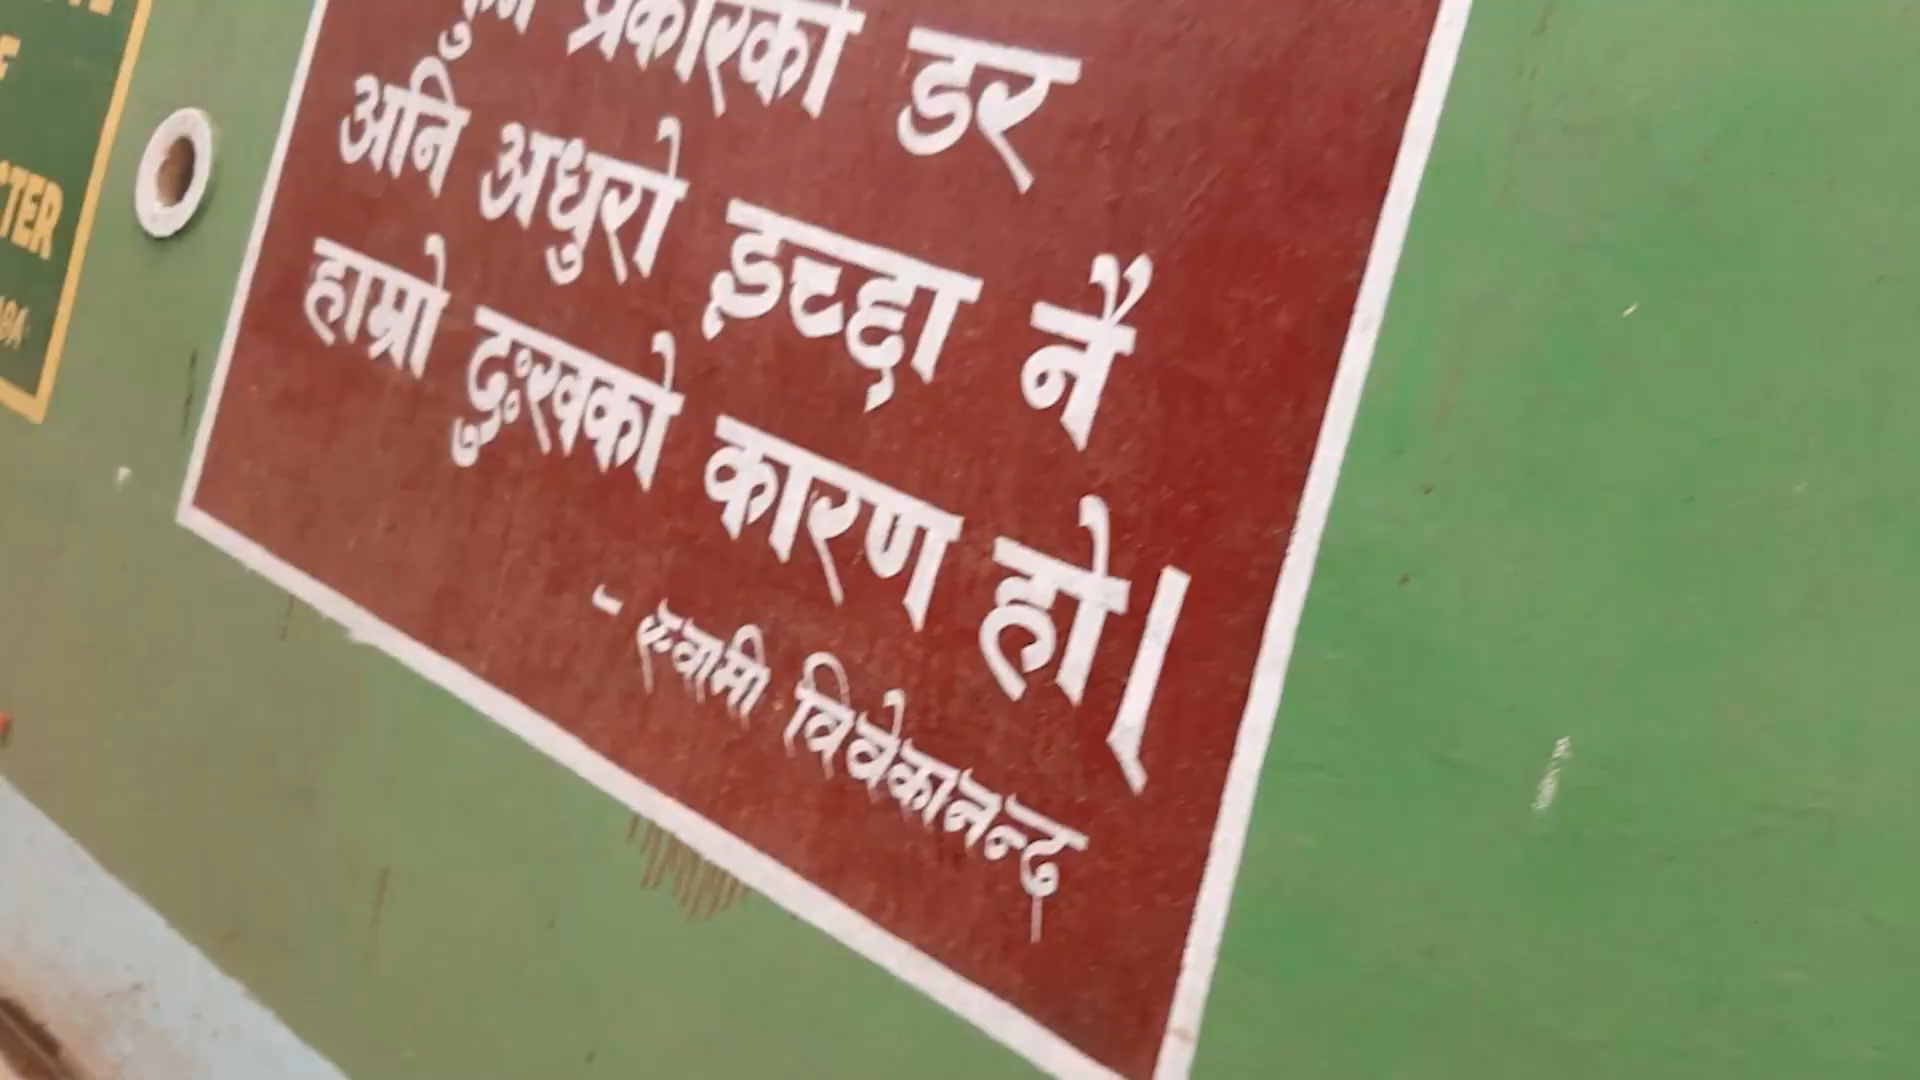 प्रकारको डर
अनि अधुरो इच्छा नै
हाम्रो दुःखको कारण हो।
- स्वामी विवेकानन्द